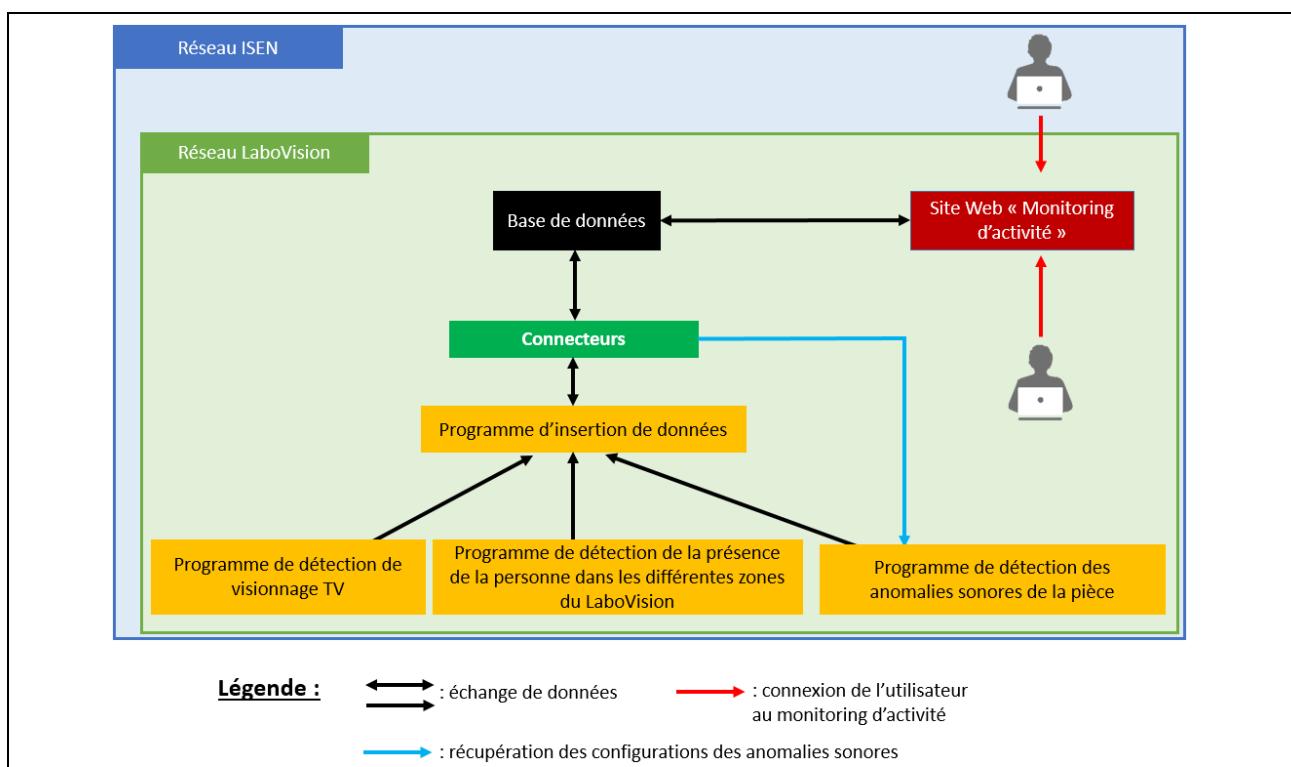 Réseau ISEN
Réseau LaboVision
Base de données
Site Web « Monitoring
d'activité »
Connecteurs
Programme d'insertion de données
Programme de détection de
visionnage TV
Programme de détection de la présence
de la personne dans les différentes zones
du LaboVision
Programme de détection des
anomalies sonores de la pièce
Légende :
: échange de données
: connexion de l'utilisateur
au monitoring d'activité
: récupération des configurations des anomalies sonores